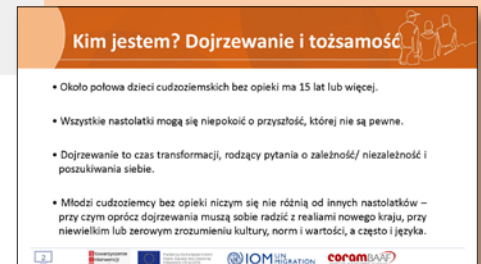 Kim jestem? Dojrzewanie i tożsamość
• Około połowa dzieci cudzoziemskich bez opieki ma 15 lat lub więcej.
• Wszystkie nastolatki mogą się niepokoić o przyszłość, której nie są pewne.
• Dojrzewanie to czas transformacji, rodzący pytania o zależność/ niezależność i
poszukiwania siebie.
• Młodzi cudzoziemcy bez opieki niczym się nie różnią od innych nastolatków –
przy czym oprócz dojrzewania muszą sobie radzić z realiami nowego kraju, przy
niewielkim lub zerowym zrozumieniu kultury, norm i wartości, a często i języka.
2
IOM UN MIGRATION
coramBAAF